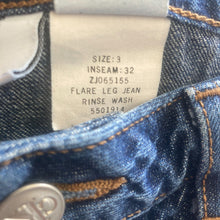 SIZE:3
INSEAM:32
ZJ065155
FLARE LEG JEAN
RINSE WASH
5501914